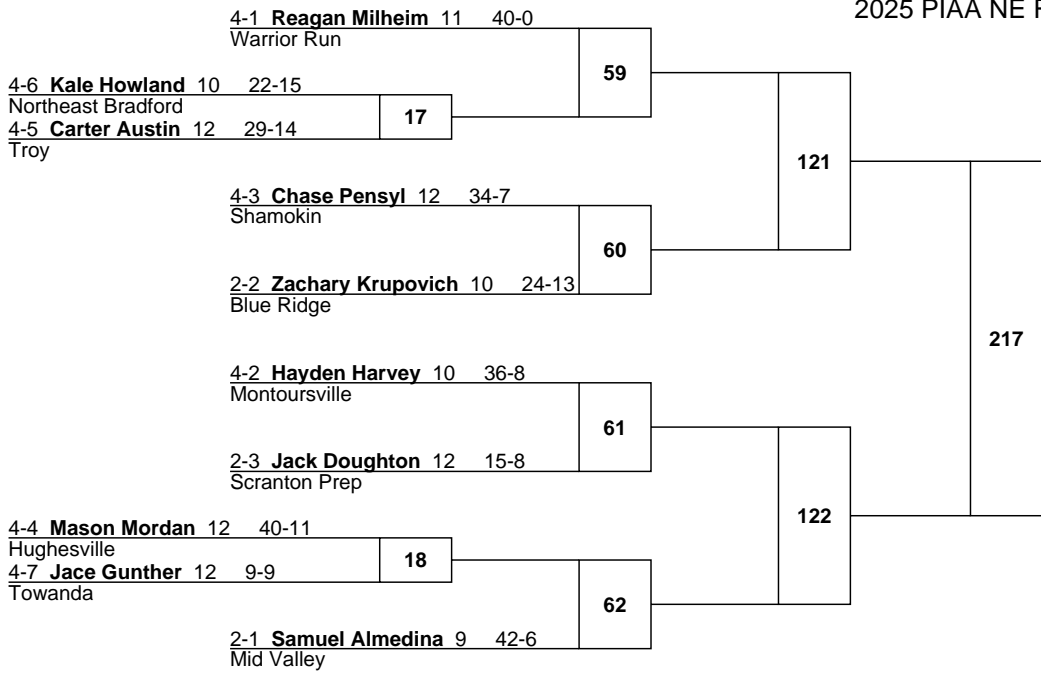 2025 PIAA NE
4-1 Reagan Milheim 11 40-0
Warrior Run
59
4-6 Kale Howland 10 22-15
Northeast Bradford
17
4-5 Carter Austin 12 29-14
Troy
121
4-3 Chase Pensyl 12 34-7
Shamokin
60
2-2 Zachary Krupovich 10 24-13
Blue Ridge
217
4-2 Hayden Harvey 10 36-8
Montoursville
61
2-3 Jack Doughton 12 15-8
Scranton Prep
122
4-4 Mason Mordan 12 40-11
Hughesville
18
4-7 Jace Gunther 12 9-9
Towanda
62
2-1 Samuel Almedina 9 42-6
Mid Valley